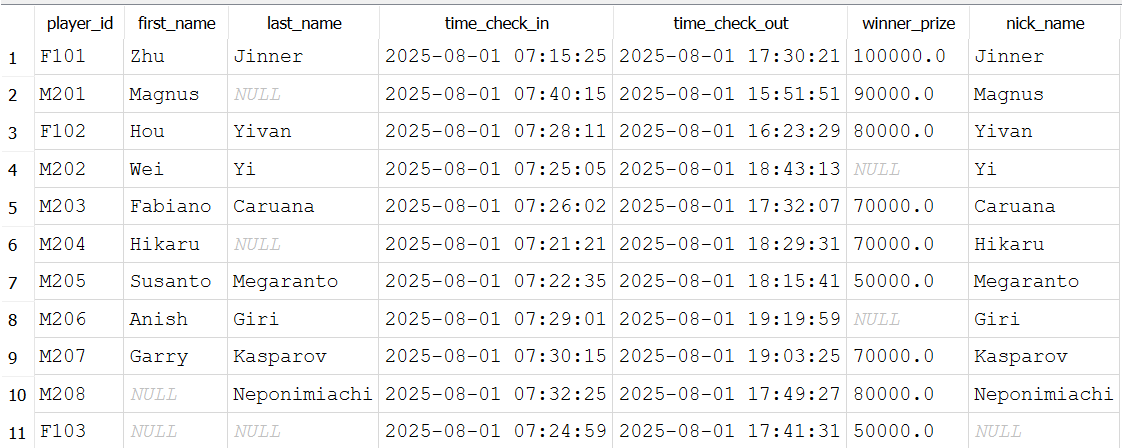 player_id first_name last_name time_check_in time_check_out winner_prize nick_name
1 F101 Zhu Jinner 2025-08-01 07:15:25 2025-08-01 17:30:21 100000.0 Jinner
2 M201 Magnus NULL 2025-08-01 07:40:15 2025-08-01 15:51:51 90000.0 Magnus
3 F102 Hou Yivan 2025-08-01 07:28:11 2025-08-01 16:23:29 80000.0 Yivan
4 M202 Wei Yi 2025-08-01 07:25:05 2025-08-01 18:43:13 NULL Yi
5 M203 Fabiano Caruana 2025-08-01 07:26:02 2025-08-01 17:32:07 70000.0 Caruana
6 M204 Hikaru NULL 2025-08-01 07:21:21 2025-08-01 18:29:31 70000.0 Hikaru
7 M205 Susanto Megaranto 2025-08-01 07:22:35 2025-08-01 18:15:41 50000.0 Megaranto
8 M206 Anish Giri 2025-08-01 07:29:01 2025-08-01 19:19:59 NULL Giri
9 M207 Garry Kasparov 2025-08-01 07:30:15 2025-08-01 19:03:25 70000.0 Kasparov
10 M208 NULL Neponimiachi 2025-08-01 07:32:25 2025-08-01 17:49:27 80000.0 Neponimiachi
11 F103 NULL NULL 2025-08-01 07:24:59 2025-08-01 17:41:31 50000.0 NULL